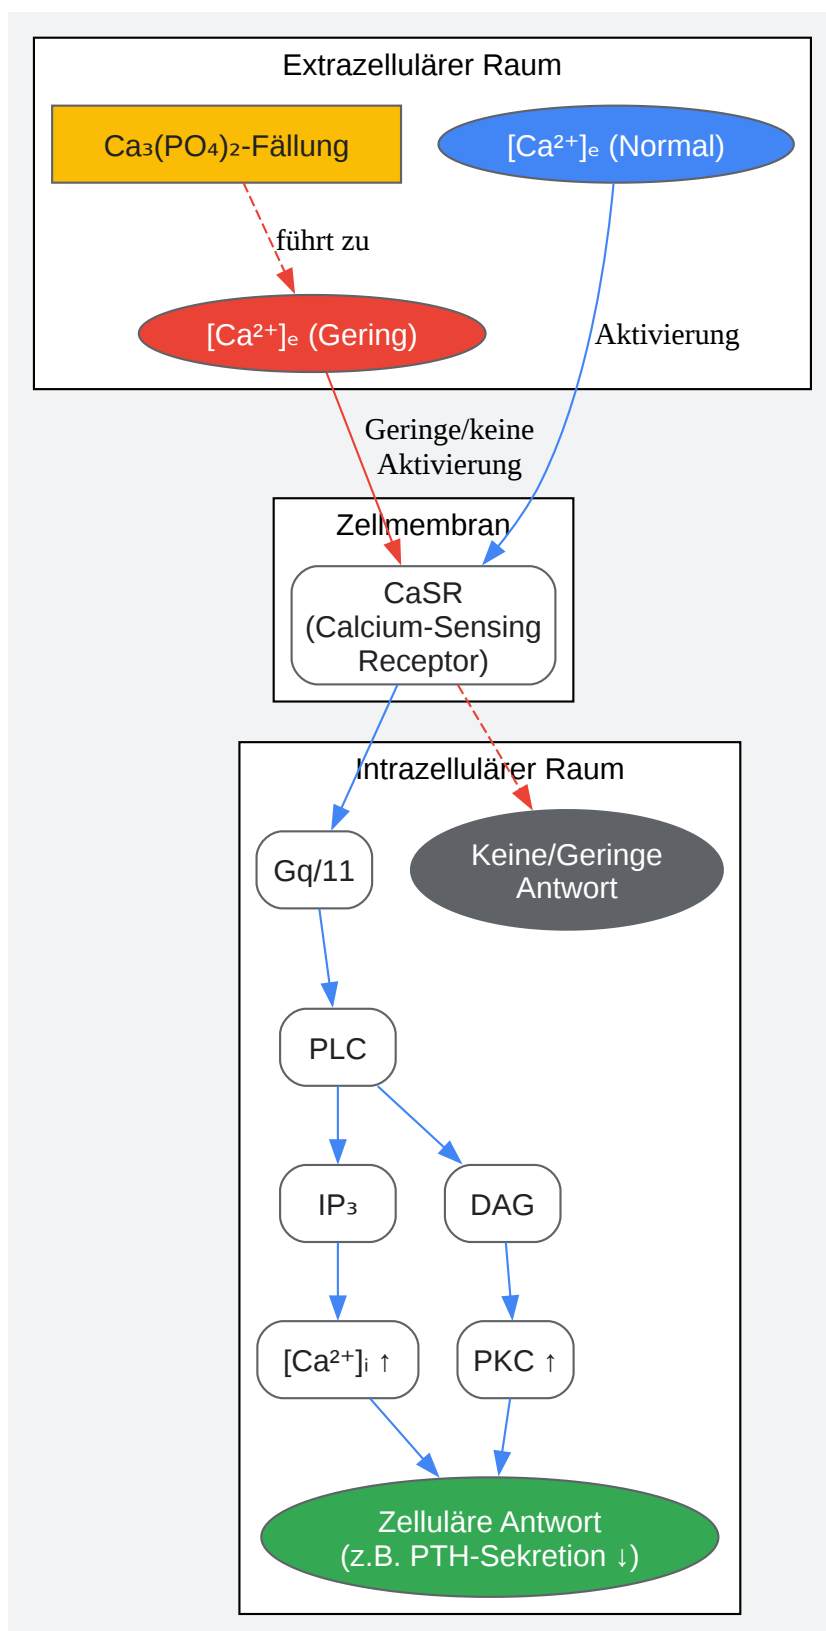 Extrazellulärer Raum
Ca₃(PO₄)₂-Fällung
[Ca²⁺]ₑ (Normal)
führt zu
[Ca²⁺]ₑ (Gering)
Aktivierung
Geringe/keine
Aktivierung
Zellmembran
CaSR
(Calcium-Sensing
Receptor)
Intrazellulärer Raum
Gq/11
Keine/Geringe
Antwort
PLC
IP₃
DAG
[Ca²⁺]ᵢ ↑
PKC ↑
Zelluläre Antwort
(z.B. PTH-Sekretion ↓)